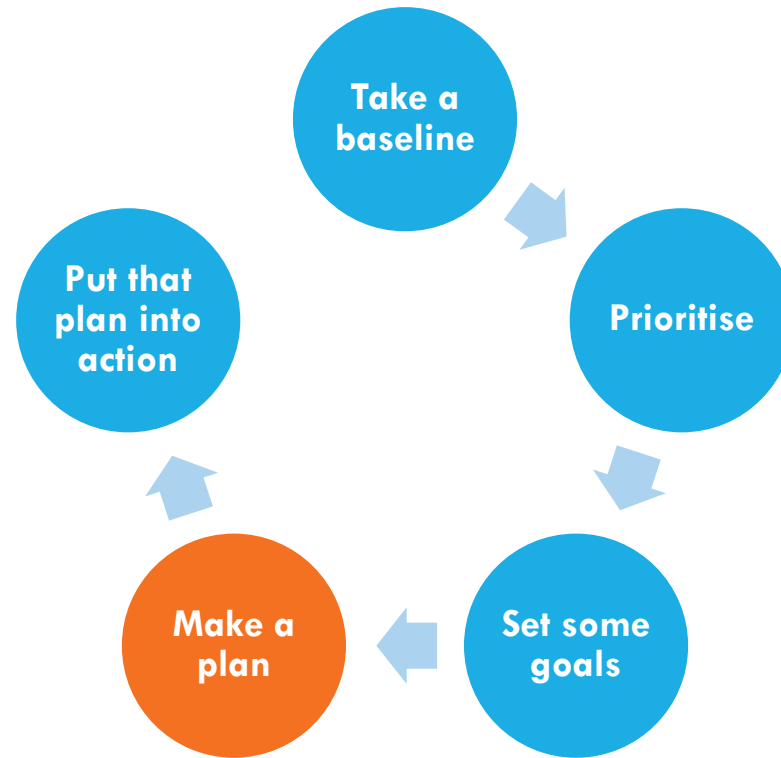 Take a
baseline
Prioritise
Set some
goals
Make a
plan
Put that
plan into
action